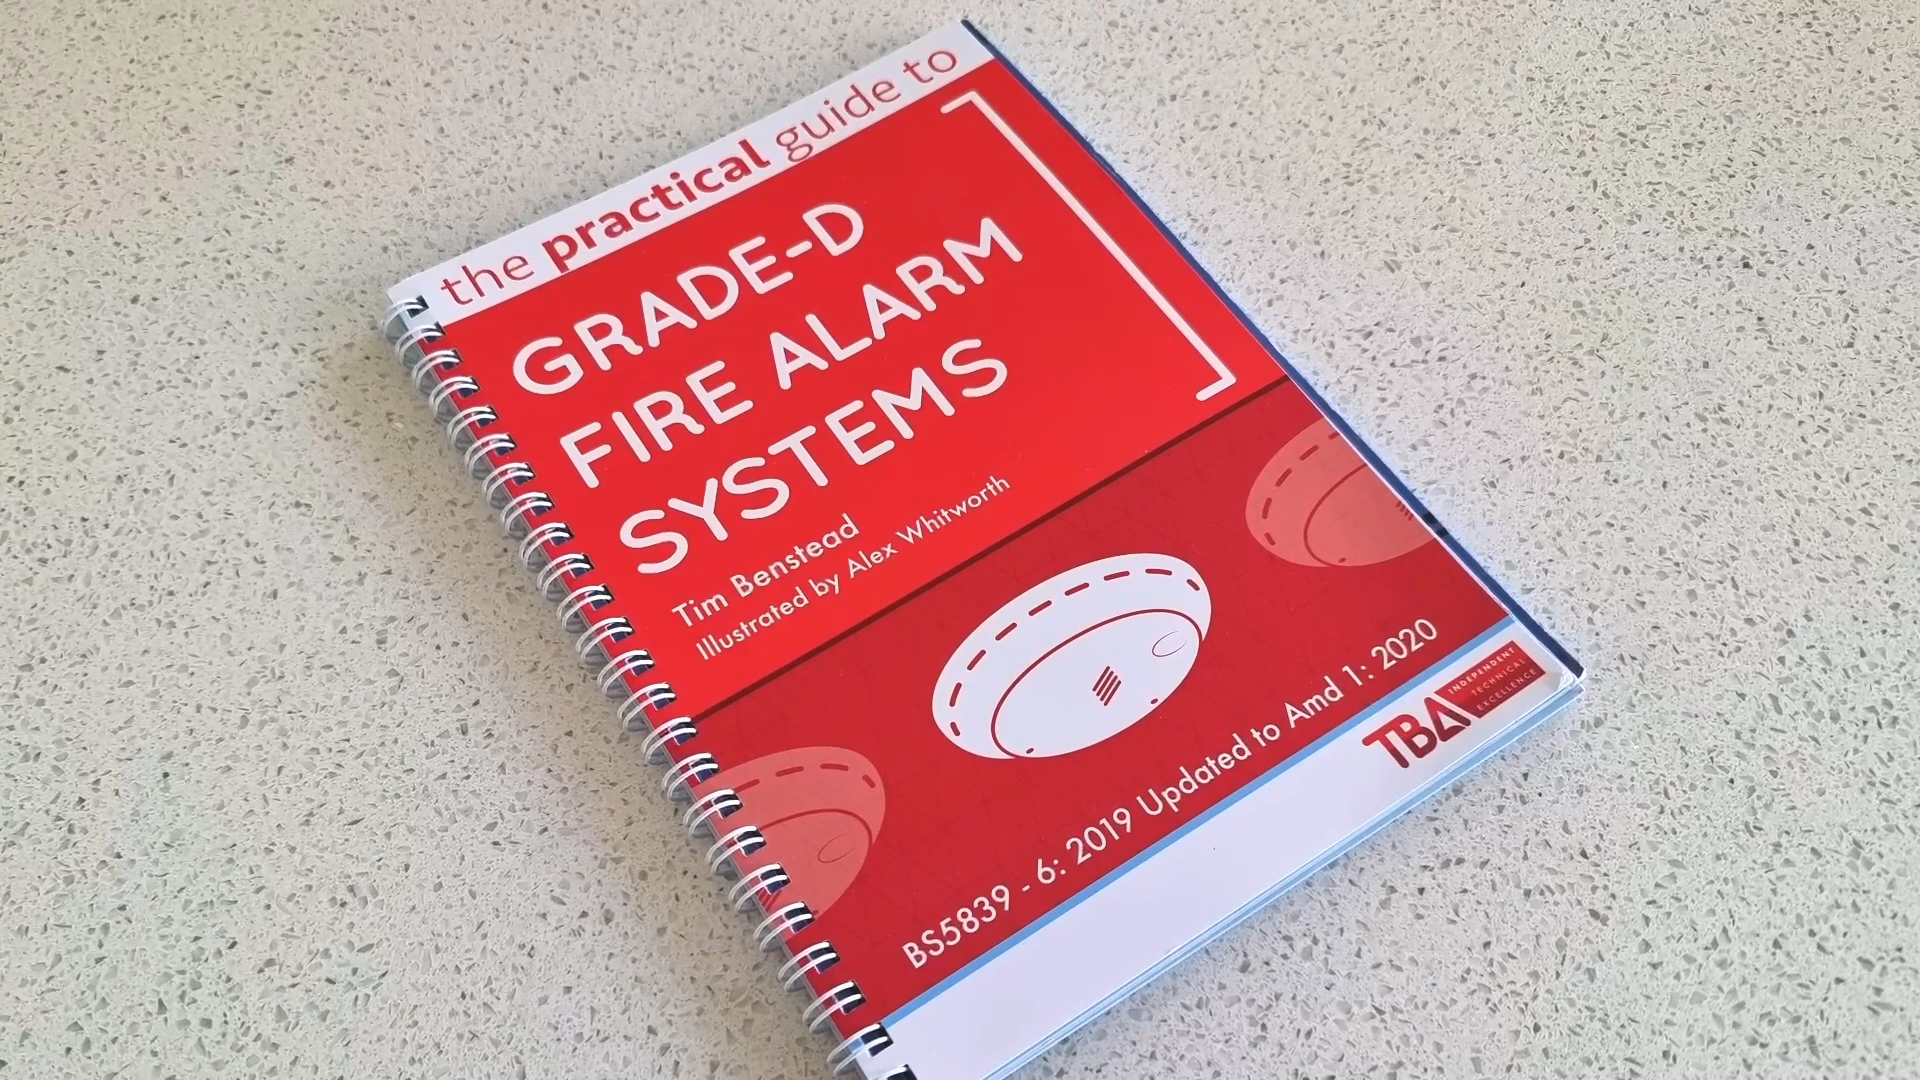 the practical guide to
GRADE-D
FIRE ALARM
SYSTEMS
Tim Benstead
Illustrated by Alex Whitworth
BS5839 - 6: 2019 Updated to Amd 1: 2020
TBA
INDEPENDENT
TECHNICAL
EXCELLENCE